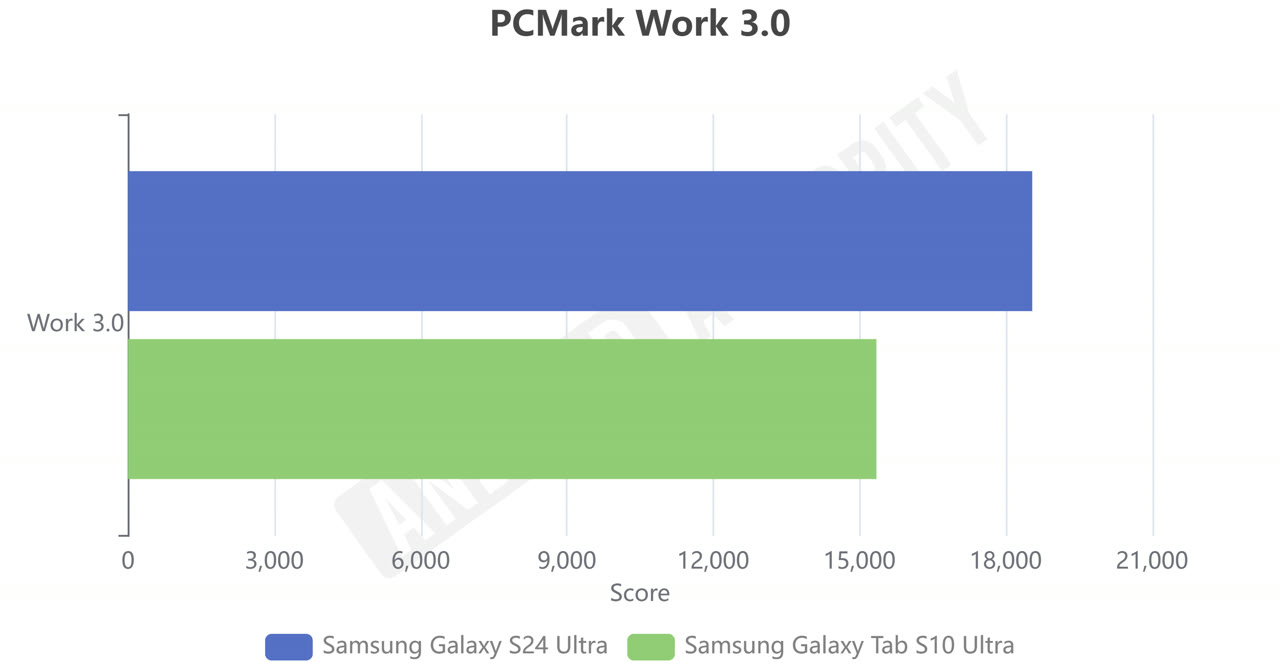 PCMark Work 3.0
Work 3.0
0 3,000 6,000 9,000 12,000 15,000 18,000 21,000
Score
Samsung Galaxy S24 Ultra Samsung Galaxy Tab S10 Ultra